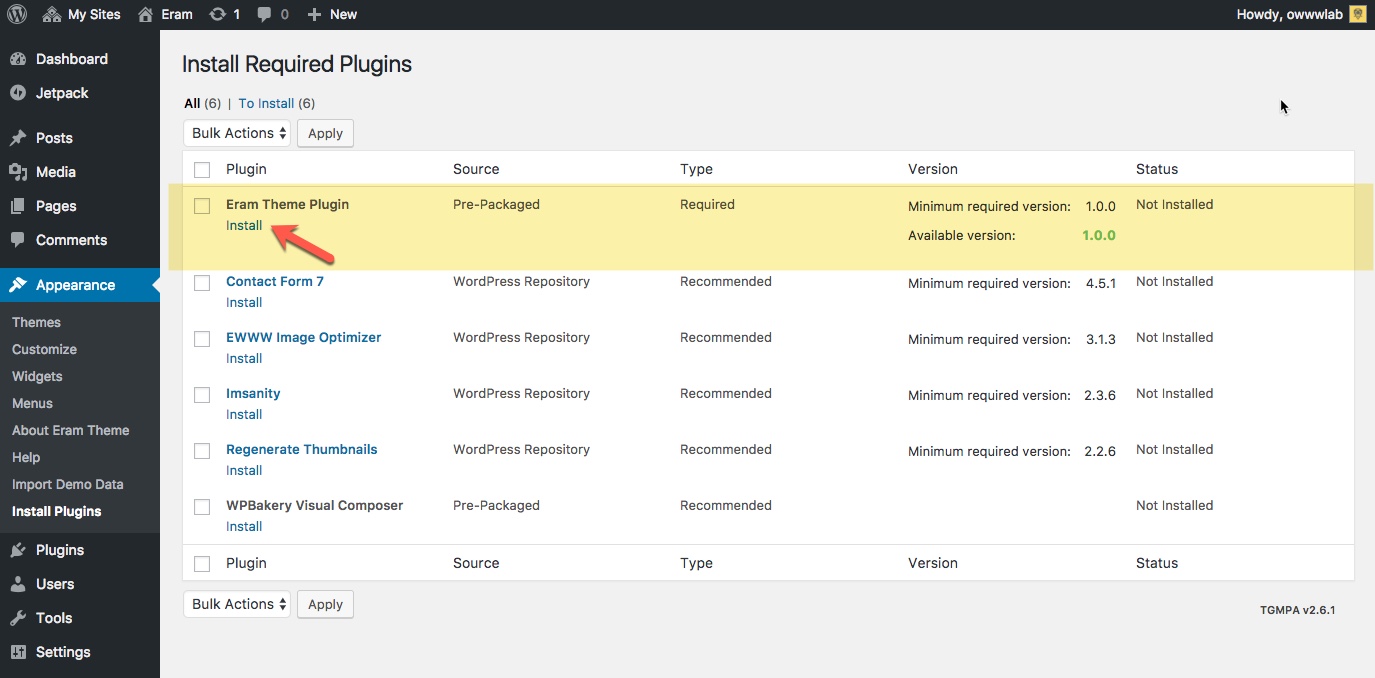 My Sites Eram 1 0 New Howdy, owwwlab
Dashboard
Jetpack
Posts
Media
Pages
Comments
Appearance
Themes
Customize
Widgets
Menus
About Eram Theme
Help
Import Demo Data
Install Plugins
Plugins
Users
Tools
Settings
Install Required Plugins
All (6) | To Install (6)
Bulk Actions Apply
Plugin Source Type Version Status
Eram Theme Plugin Pre-Packaged Required Minimum required version: 1.0.0 Not Installed
Install
Available version: 1.0.0
Contact Form 7 WordPress Repository Recommended Minimum required version: 4.5.1 Not Installed
Install
EWWW Image Optimizer WordPress Repository Recommended Minimum required version: 3.1.3 Not Installed
Install
Imsanity WordPress Repository Recommended Minimum required version: 2.3.6 Not Installed
Install
Regenerate Thumbnails WordPress Repository Recommended Minimum required version: 2.2.6 Not Installed
Install
WPBakery Visual Composer Pre-Packaged Recommended Not Installed
Install
Plugin Source Type Version Status
Bulk Actions Apply
TGMPA v2.6.1